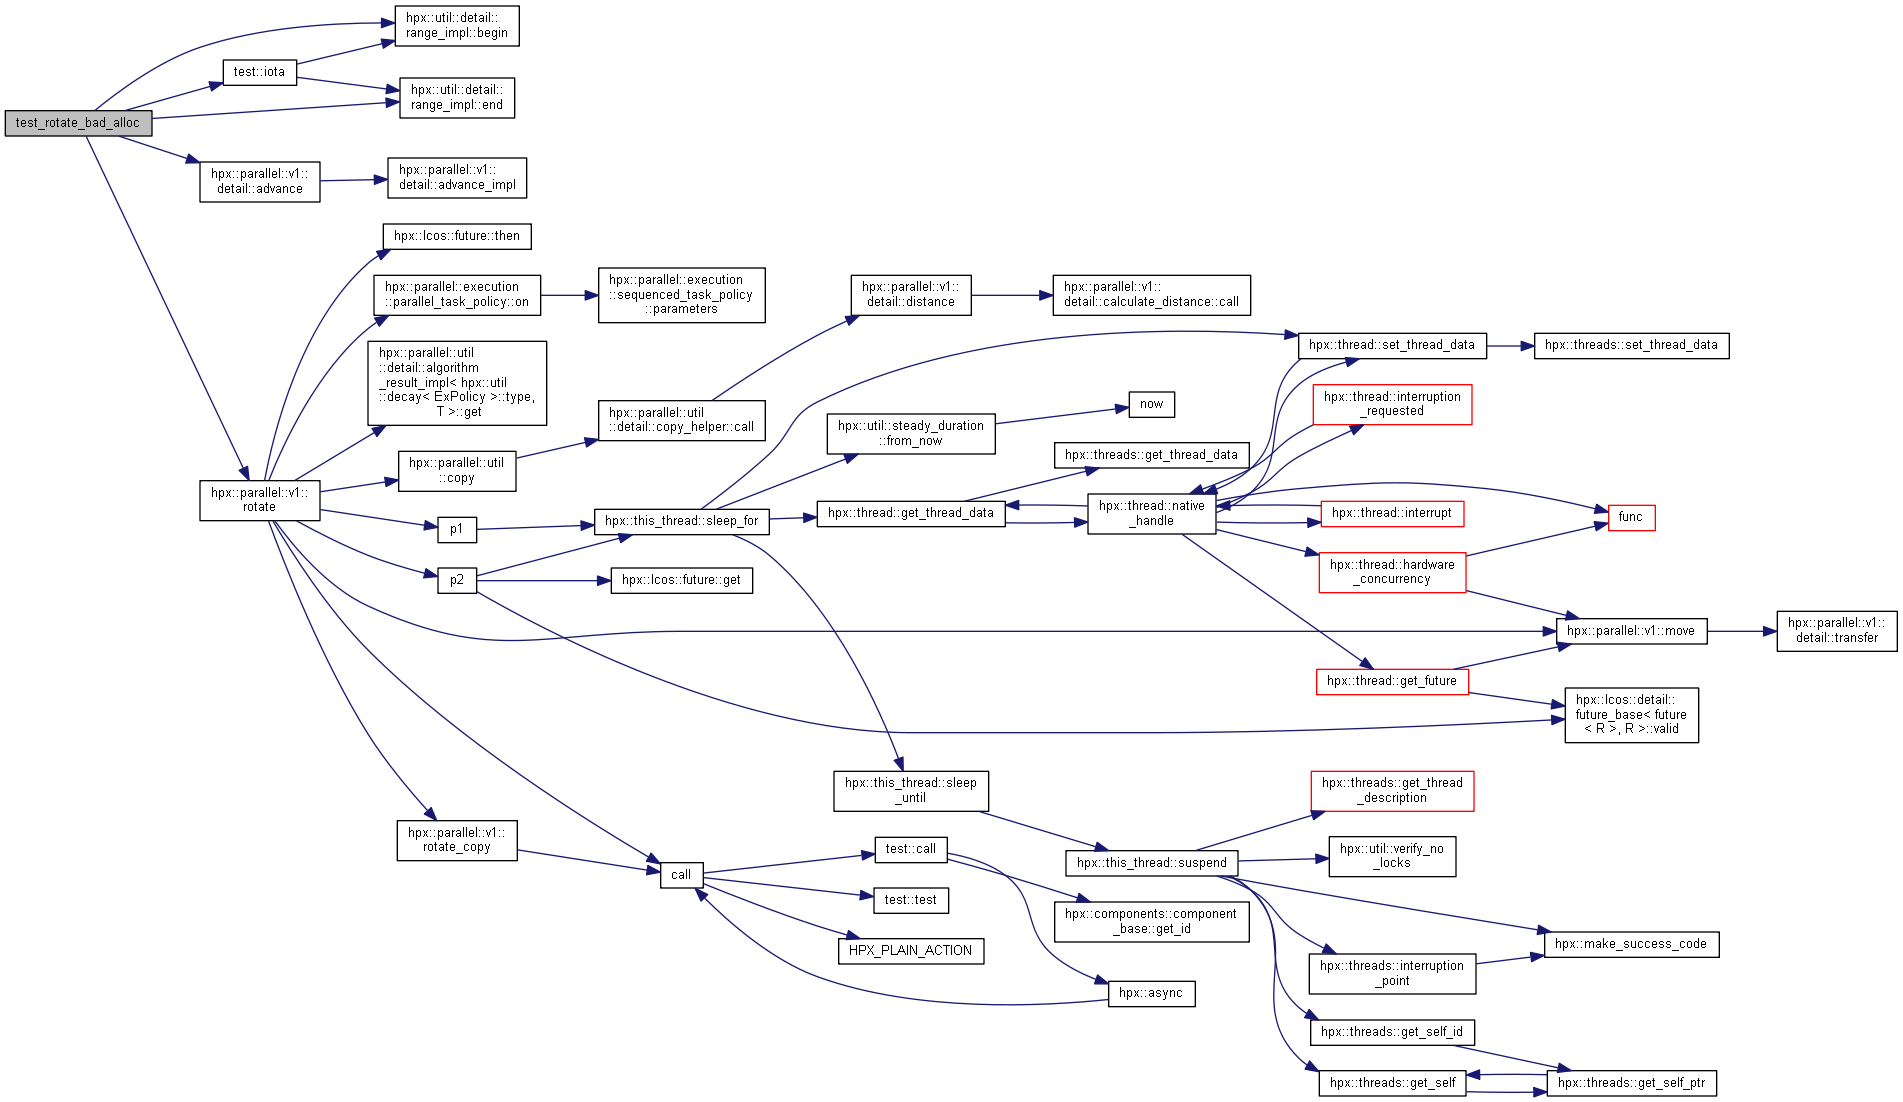 hpx::util::detail::
range_impl::begin
test::iota
hpx::util::detail::
range_impl::end
test_rotate_bad_alloc
hpx::parallel::v1::
detail::advance
hpx::parallel::v1::
detail::advance_impl
hpx::lcos::future::then
hpx::parallel::execution
::parallel_task_policy::on
hpx::parallel::execution
::sequenced_task_policy
::parameters
hpx::parallel::util
::detail::algorithm
_result_impl< hpx::util
::decay< ExPolicy >::type,
T >::get
hpx::parallel::util
::copy
hpx::parallel::util
::detail::copy_helper::call
hpx::parallel::v1::
detail::distance
hpx::parallel::v1::
detail::calculate_distance::call
hpx::parallel::v1::
rotate
p1
p2
hpx::this_thread::sleep_for
hpx::lcos::future::get
hpx::util::steady_duration
::from_now
now
hpx::thread::get_thread_data
hpx::threads::get_thread_data
hpx::thread::native
_handle
hpx::thread::set_thread_data
hpx::threads::set_thread_data
hpx::thread::interruption
_requested
hpx::thread::interrupt
func
hpx::thread::hardware
_concurrency
hpx::parallel::v1::move
hpx::parallel::v1::
detail::transfer
hpx::thread::get_future
hpx::lcos::detail::
future_base< future
< R >, R >::valid
hpx::this_thread::sleep
_until
hpx::parallel::v1::
rotate_copy
call
test::call
test::test
HPX_PLAIN_ACTION
hpx::this_thread::suspend
hpx::components::component
_base::get_id
hpx::async
hpx::threads::get_thread
_description
hpx::util::verify_no
_locks
hpx::make_success_code
hpx::threads::interruption
_point
hpx::threads::get_self_id
hpx::threads::get_self
hpx::threads::get_self_ptr